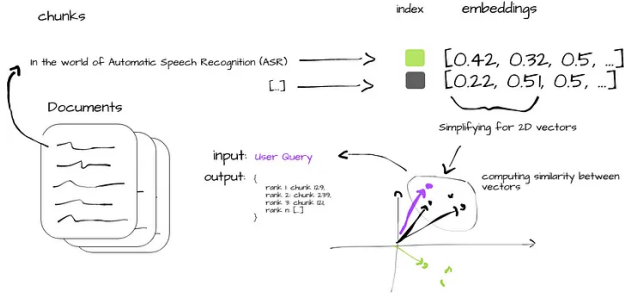 chunks
index
embeddings
In the world of Automatic Speech Recognition (ASR)
[0.42, 0.32, 0.5, ...]
[...]
[0.22, 0.51, 0.5, ...]
Documents
Simplifying for 2D vectors
input: User Query
output: {
rank 1: chunk 129,
rank 2: chunk 239,
rank 3: chunk 121,
rank n: [...]
}
computing similarity between
vectors